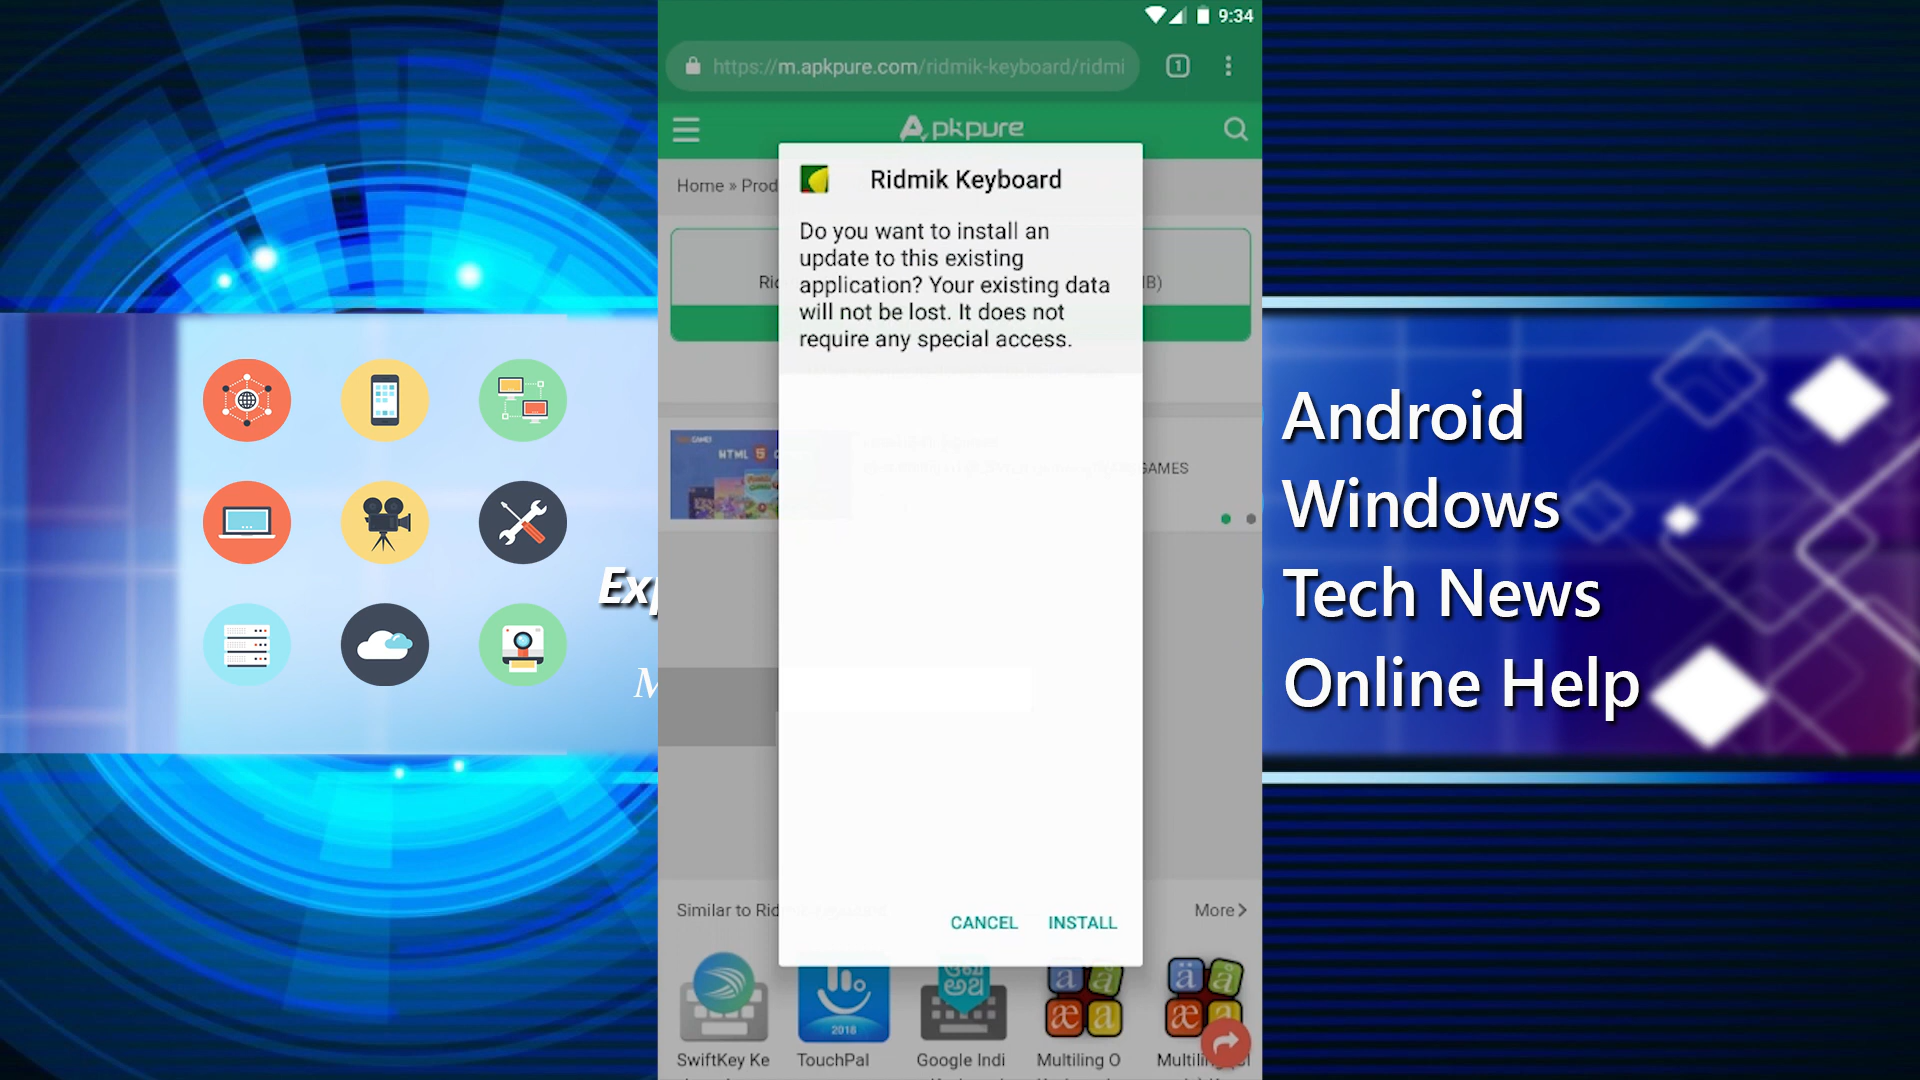 9:34
https://m.apkpure.com/ridmik-keyboard/ridmi
1
Apkpure
Home » Prod
Ridmik Keyboard
Do you want to install an
update to this existing
application? Your existing data
will not be lost. It does not
require any special access.
HTML 5
GAMES
Similar to Rid
More
CANCEL INSTALL
2018
SwiftKey Ke
TouchPal
Google Indi
Multiling O
Android
Windows
Tech News
Online Help
Exp
M